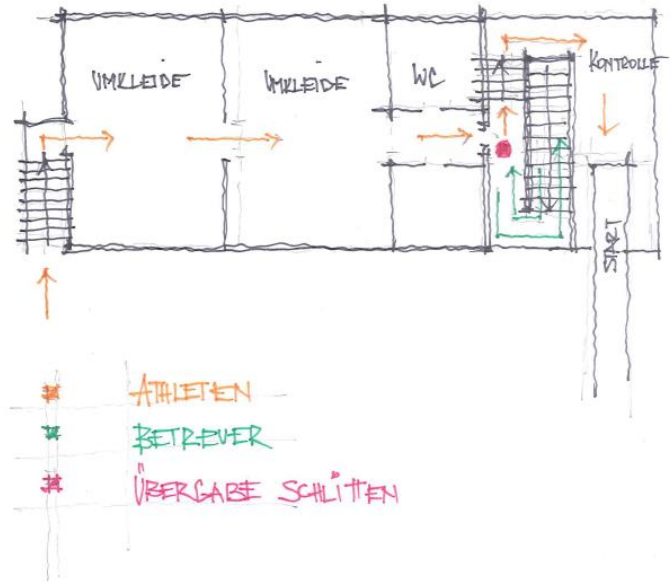 UMKLEIDE
UMKLEIDE
WC
KONTROLLE
START
ATHLETEN
BETREUER
ÜBERGABE SCHLITTEN